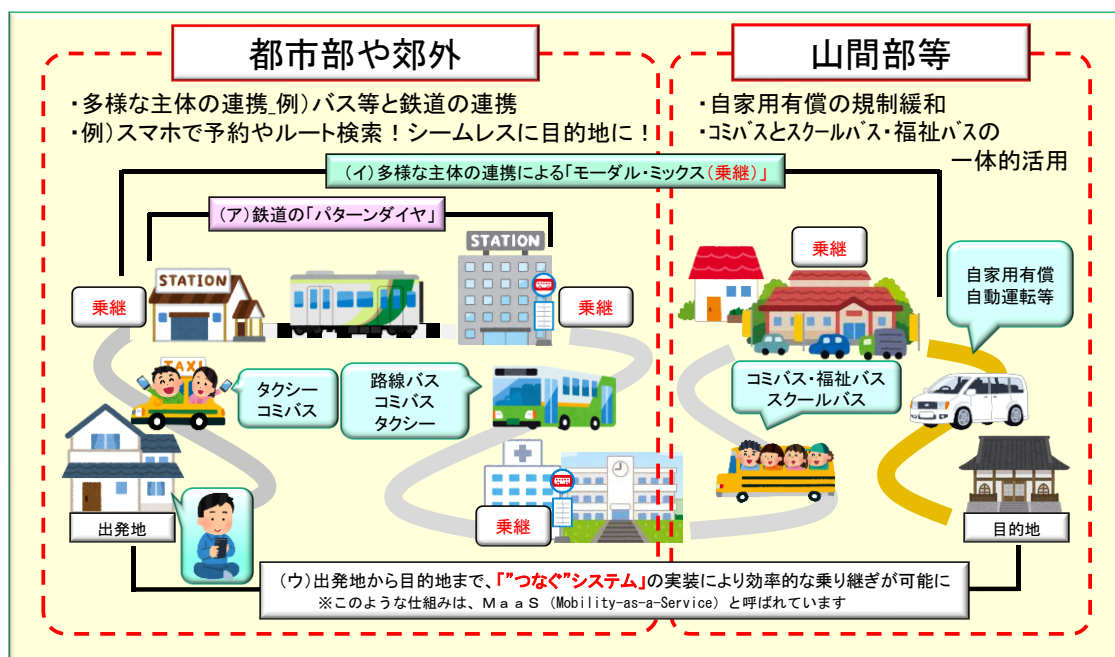 都市部や郊外
・多様な主体の連携_例)バス等と鉄道の連携
・例)スマホで予約やルート検索！シームレスに目的地に！
山間部等
・自家用有償の規制緩和
・ｺﾐﾊﾞｽとｽｸｰﾙﾊﾞｽ・福祉ﾊﾞｽの
一体的活用
(イ)多様な主体の連携による「モーダル・ミックス(乗継)」
(ア)鉄道の「パターンダイヤ」
乗継
STATION
STATION
乗継
乗継
自家用有償
自動運転等
TAXI
タクシー
コミバス
路線バス
コミバス
タクシー
コミバス・福祉バス
スクールバス
乗継
出発地
目的地
(ウ)出発地から目的地まで、「”つなぐ”システム」の実装により効率的な乗り継ぎが可能に
※このような仕組みは、ＭａａＳ（Mobility-as-a-Service）と呼ばれています